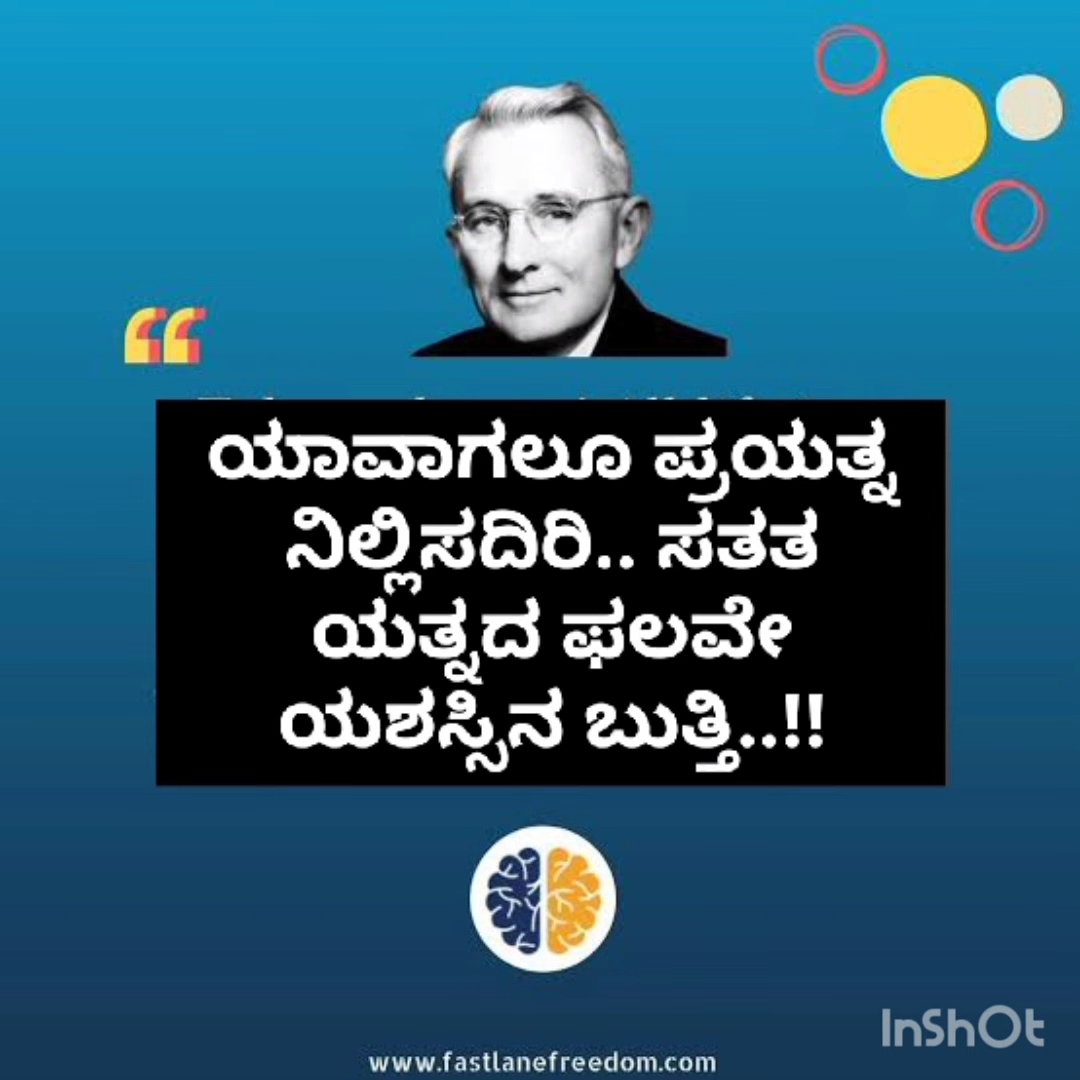 ಯಾವಾಗಲೂ ಪ್ರಯತ್ನ
ನಿಲ್ಲಿಸದಿರಿ.. ಸತತ
ಯತ್ನದ ಫಲವೇ
ಯಶಸ್ಸಿನ ಬುತ್ತಿ..!!
InShOt
www.fastlanefreedom.com